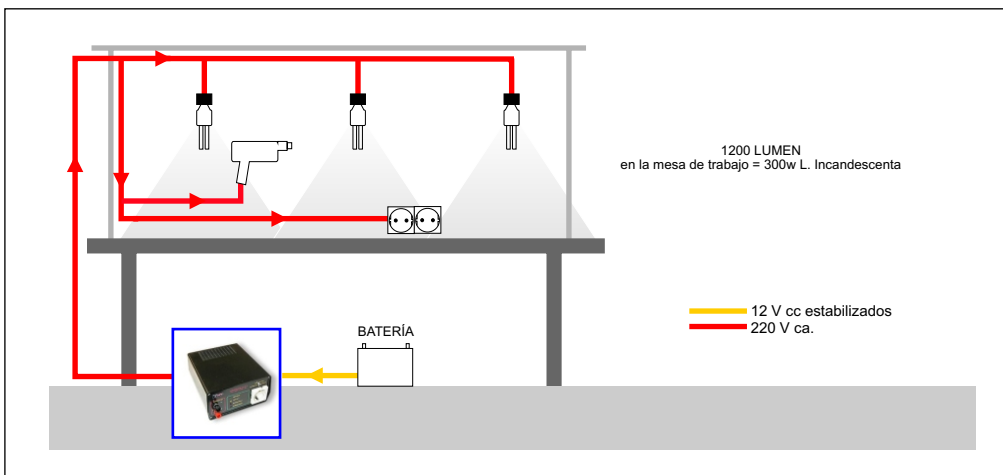 1200 LUMEN
en la mesa de trabajo = 300w L. Incandescenta
12 V cc estabilizados
220 V ca.
BATERÍA